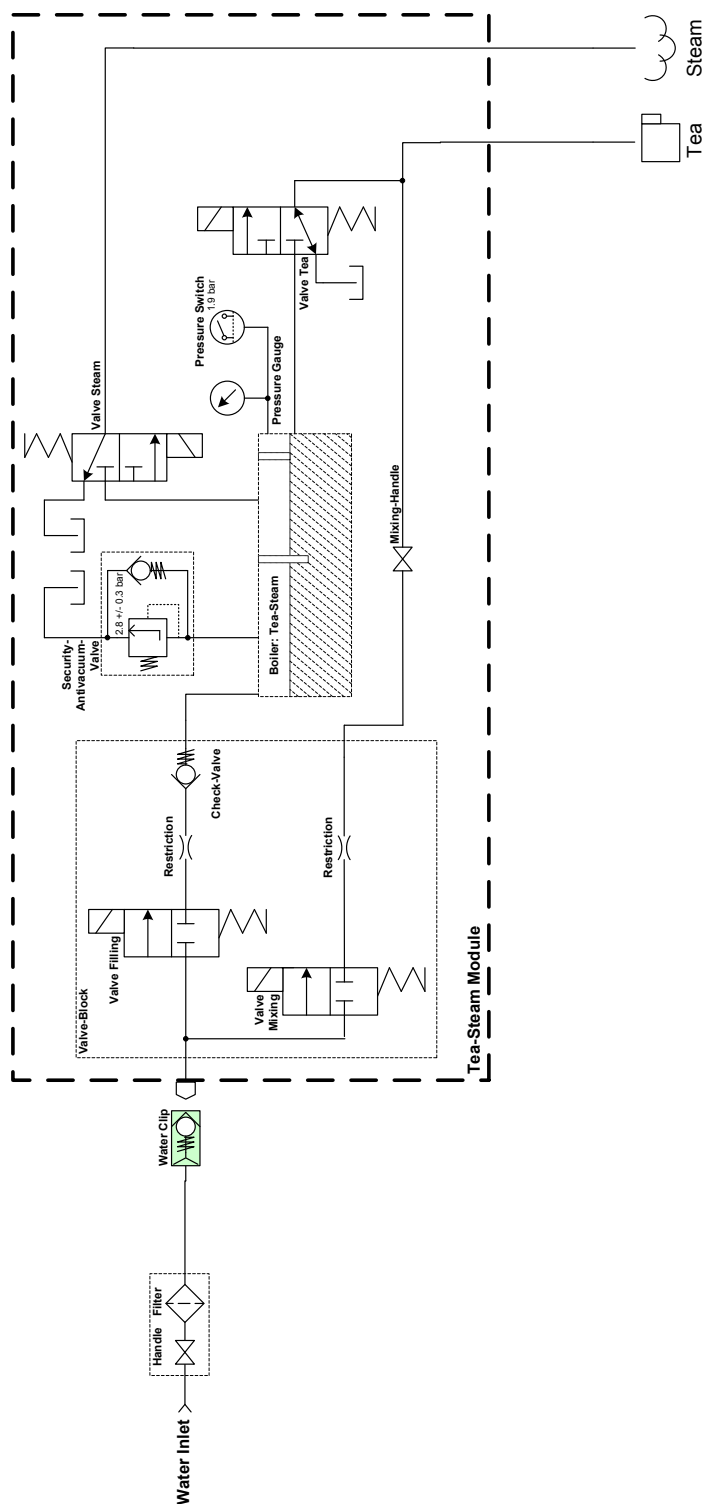 Water Inlet
Handle
Filter
Water Clip
Tea-Steam Module
Valve-Block
Valve Filling
Valve
Mixing
Restriction
Restriction
Check-Valve
Security-
Antivacuum-
Valve
2.8 +/- 0.3 bar
Boiler: Tea-Steam
Mixing-Handle
Valve Steam
Pressure Gauge
Pressure Switch
1.9 bar
Valve Tea
Steam
Tea